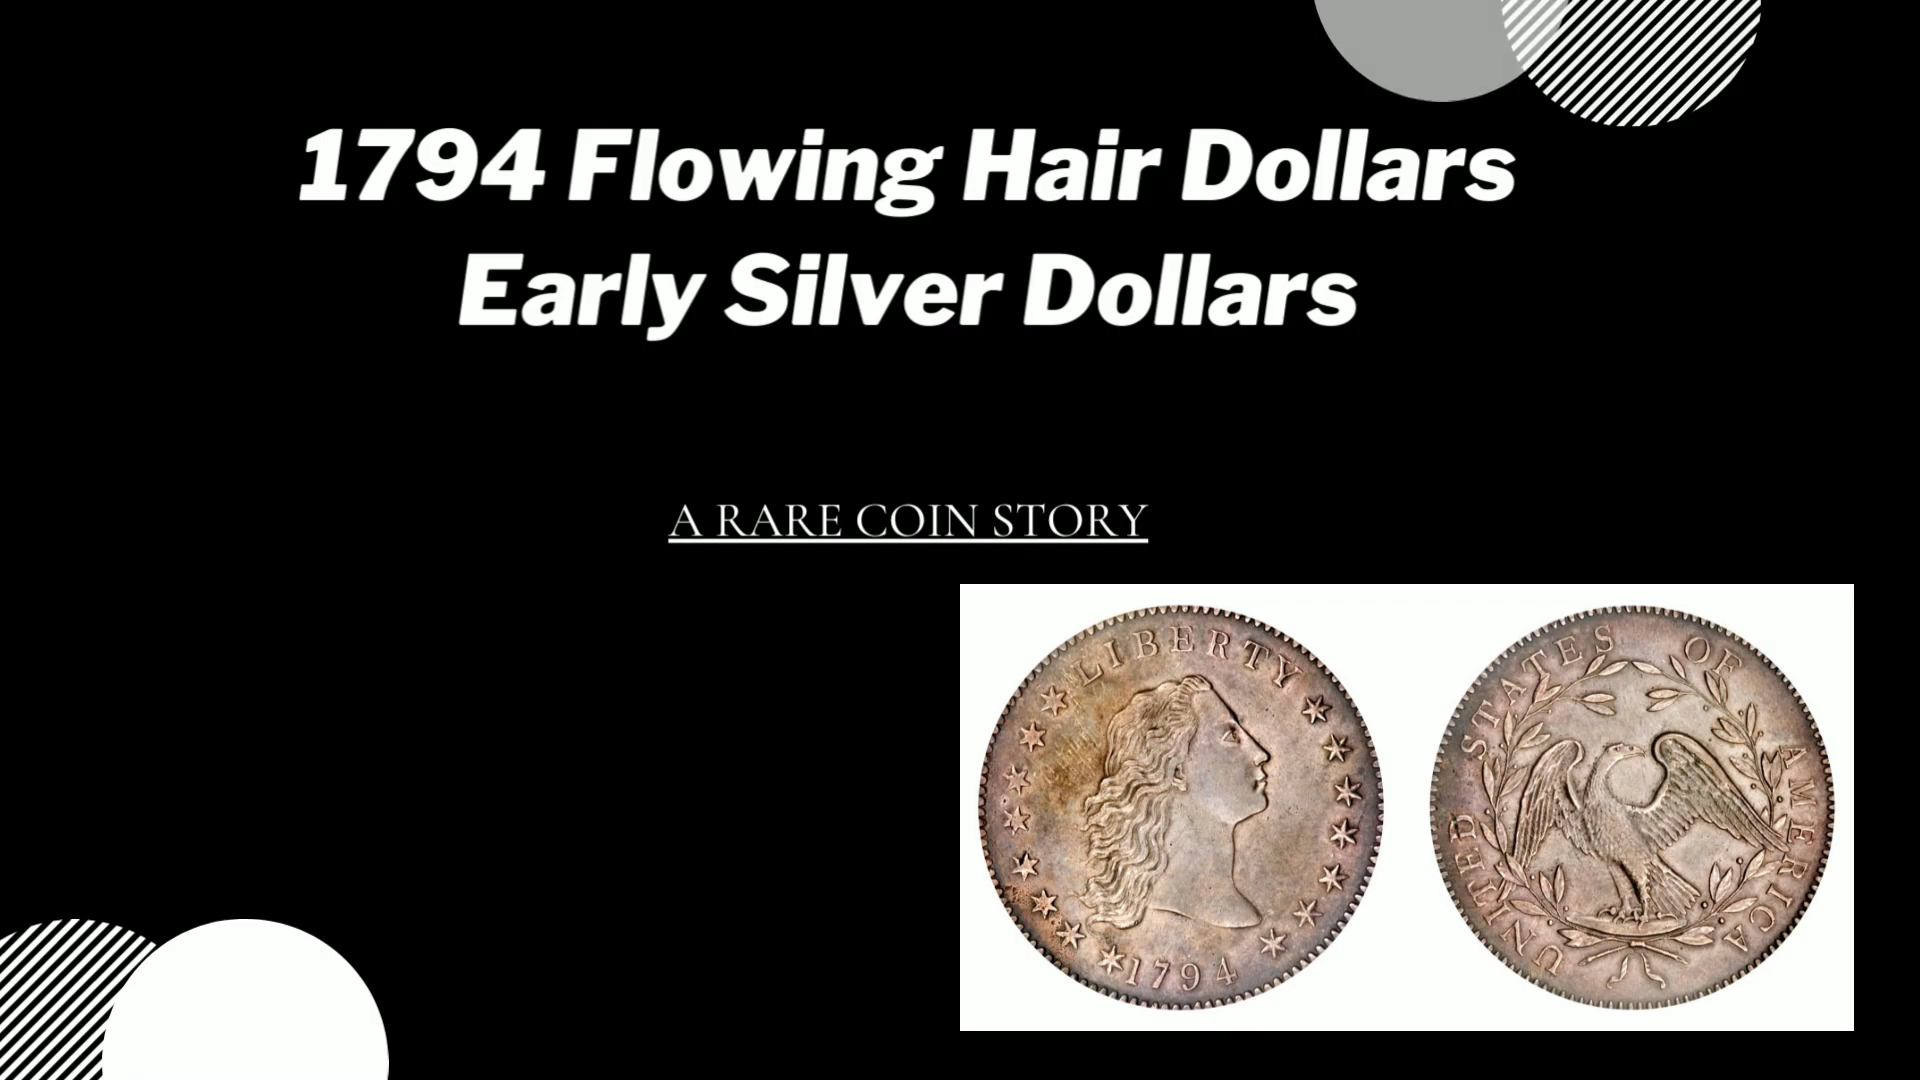 1794 Flowing Hair Dollars
Early Silver Dollars
A RARE COIN STORY
LIBERTY
1794
UNITED STATES OF AMERICA